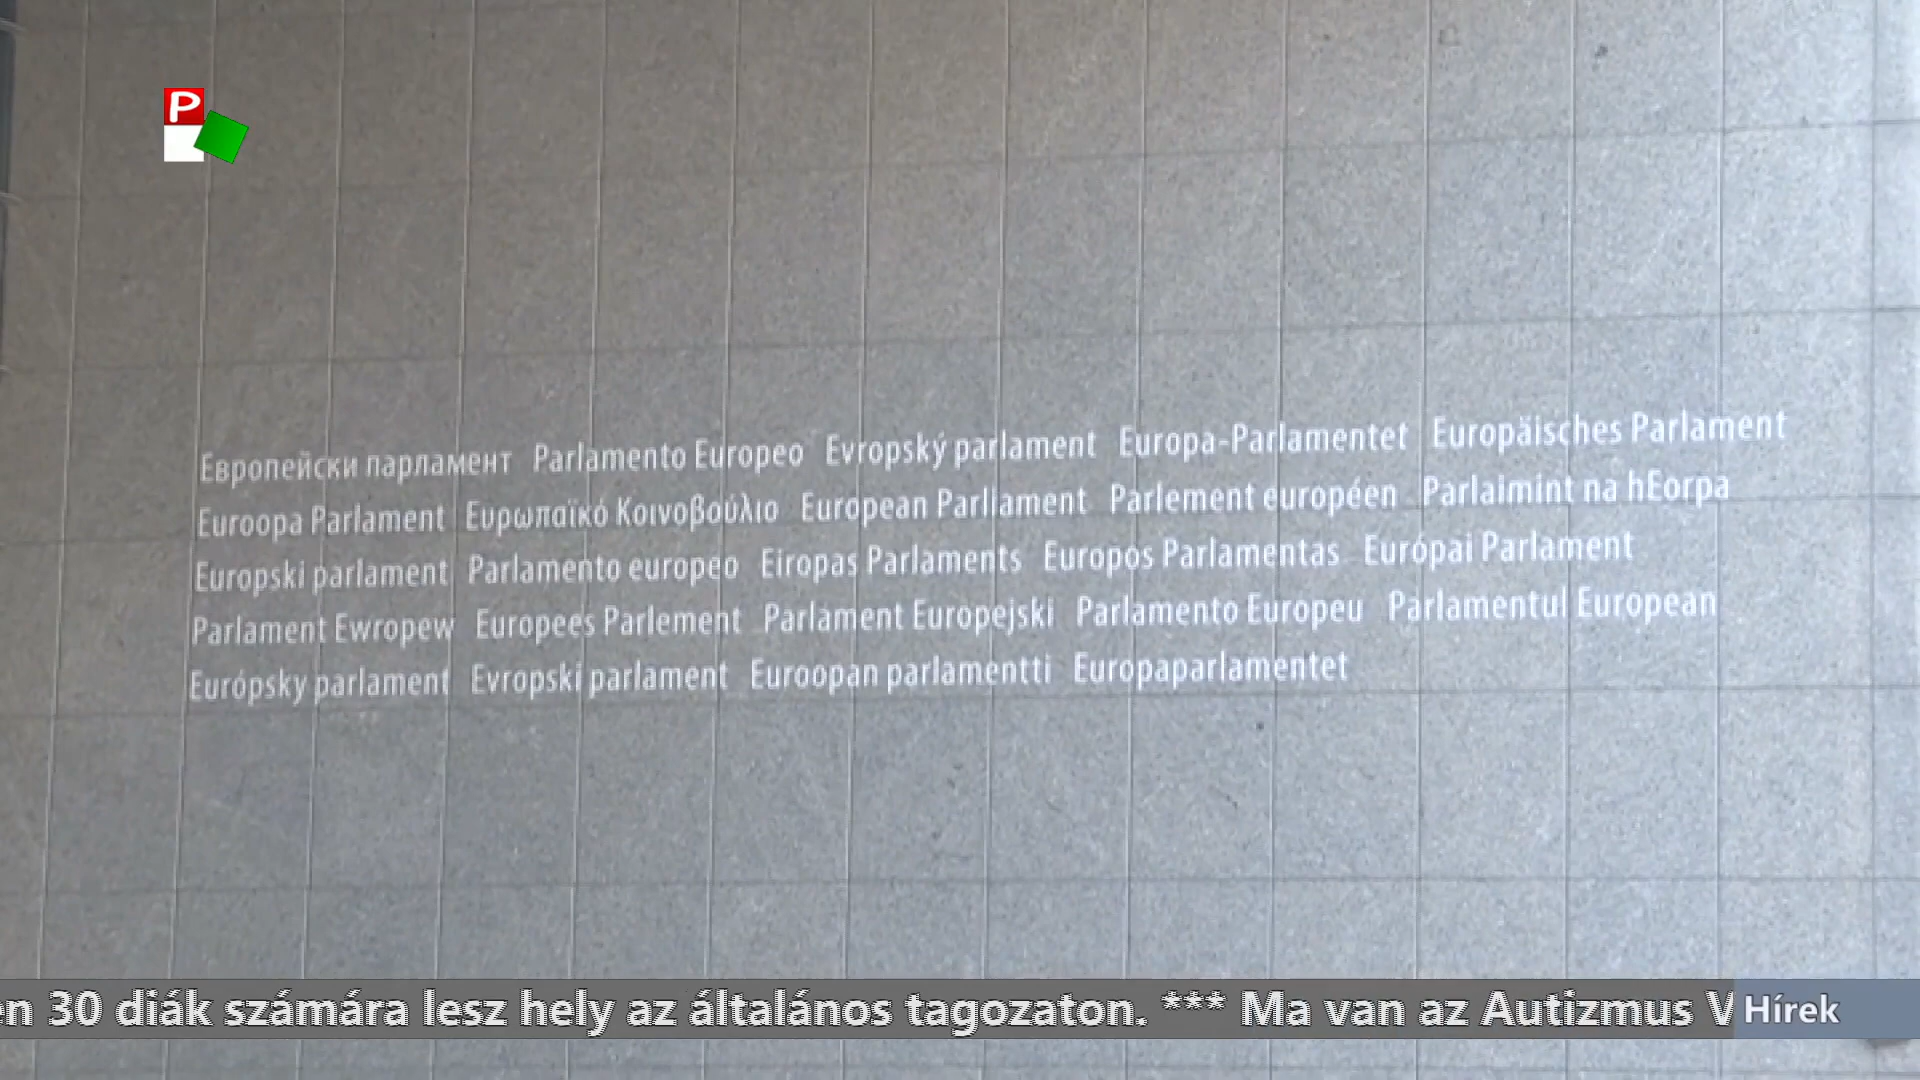 P
Европейски парламент Parlamento Europeo Evropský parlament Europa-Parlamentet Europäisches Parlament
Euroopa Parlament Ευρωπαϊκό Κοινοβούλιο European Parliament Parlement européen Parlaimint na hEorpa
Europski parlament Parlamento europeo Eiropas Parlaments Europos Parlamentas Európai Parlament
Parlament Ewropew Europees Parlement Parlament Europejski Parlamento Europeu Parlamentul European
Európsky parlament Evropski parlament Euroopan parlamentti Europaparlamentet
30 diák számára lesz hely az általános tagozaton. *** Ma van az Autizmus Hírek